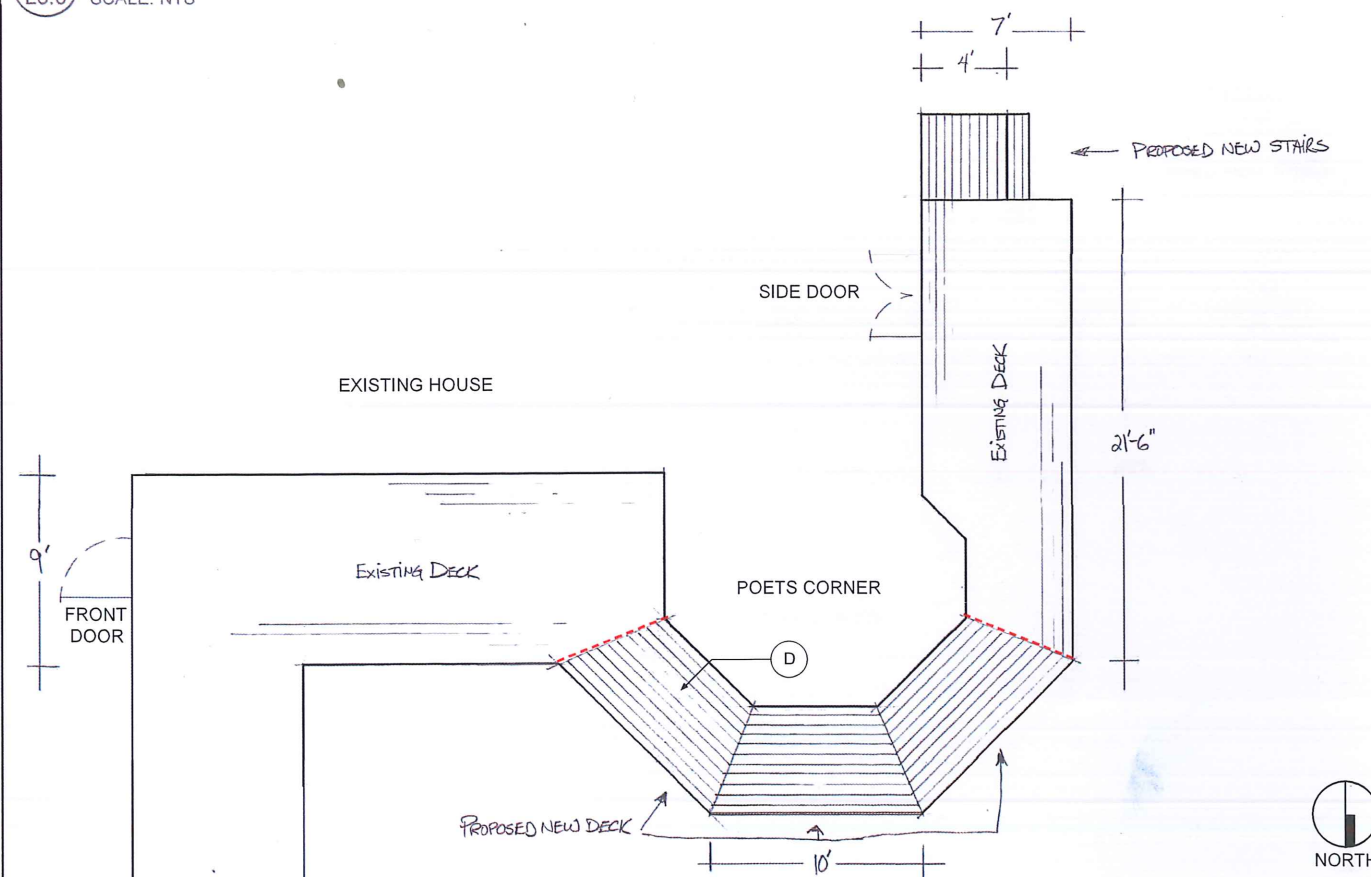 SCALE: NTS
7'
4'
PROPOSED NEW STAIRS
SIDE DOOR
EXISTING HOUSE
EXISTING DECK
21'-6"
9'
EXISTING DECK
FRONT
DOOR
POETS CORNER
D
PROPOSED NEW DECK
10'
NORTH